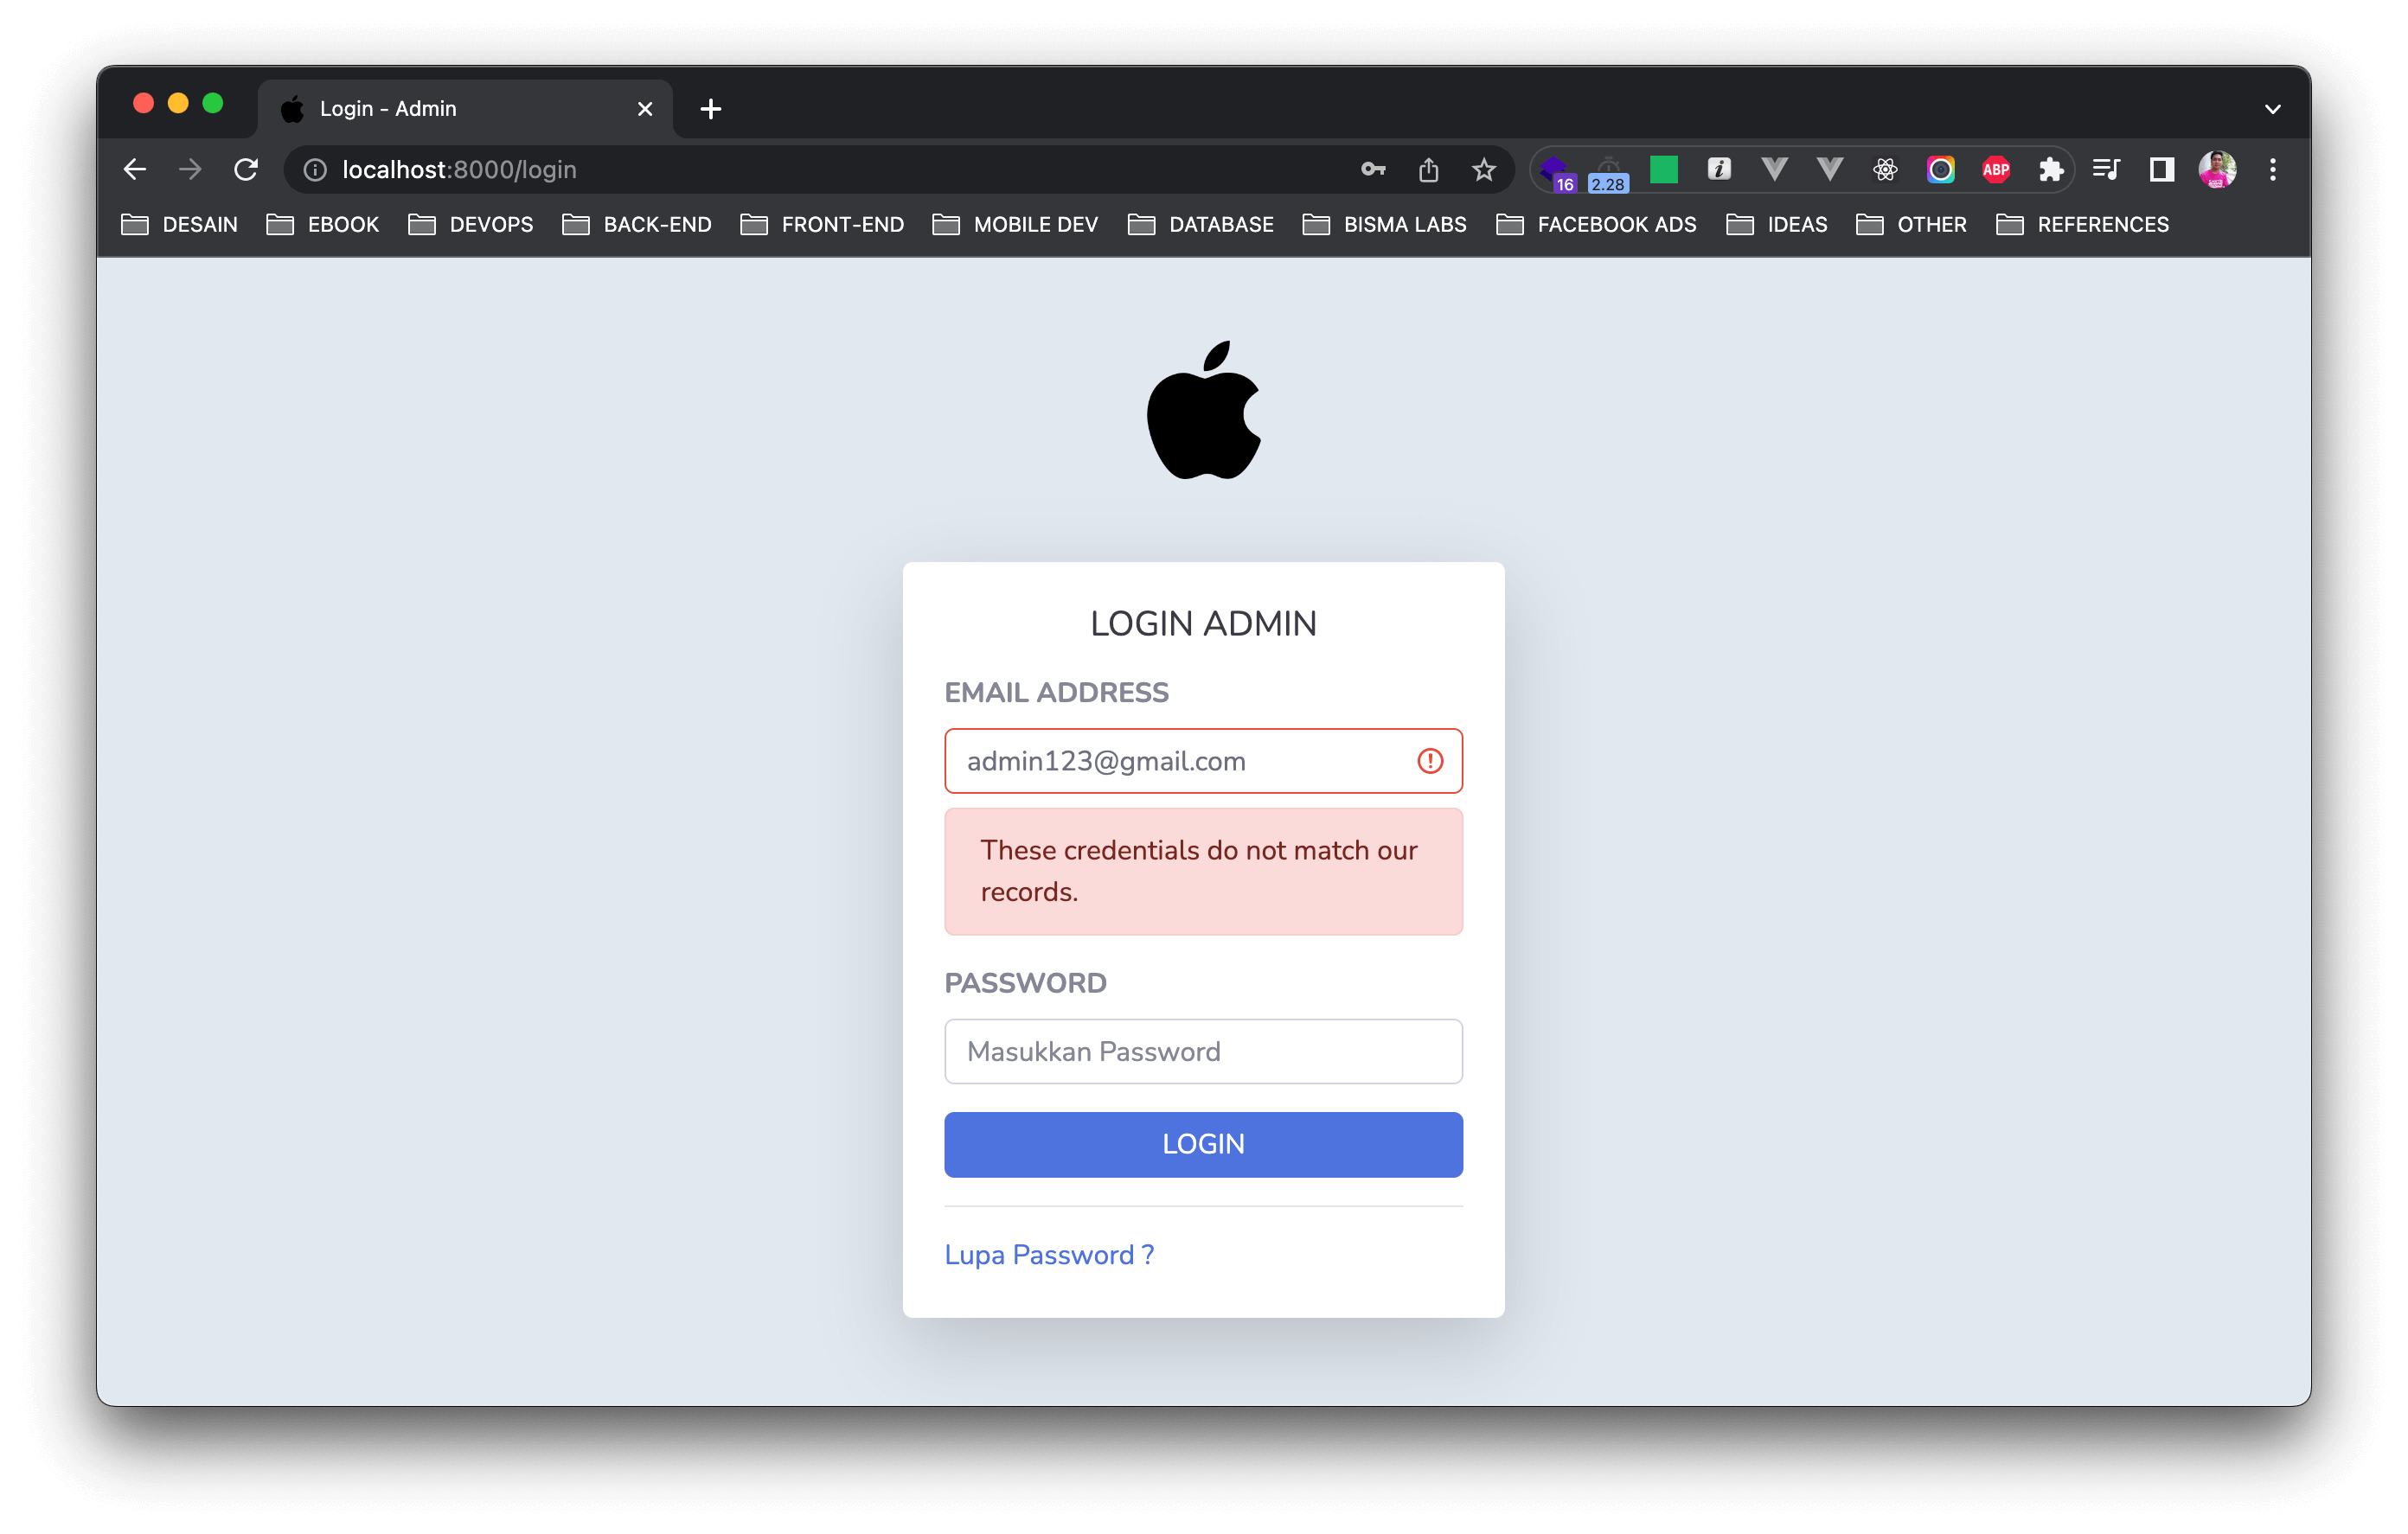 Login - Admin
localhost:8000/login
16
2.28
i
ABP
DESAIN EBOOK DEVOPS BACK-END FRONT-END MOBILE DEV DATABASE BISMA LABS FACEBOOK ADS IDEAS OTHER REFERENCES
LOGIN ADMIN
EMAIL ADDRESS
admin123@gmail.com
These credentials do not match our
records.
PASSWORD
Masukkan Password
LOGIN
Lupa Password ?